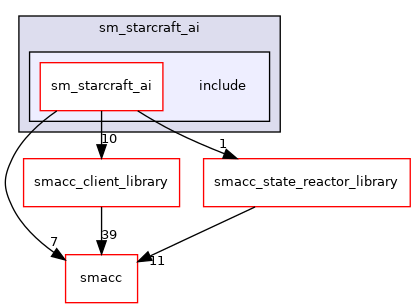 sm_starcraft_ai
sm_starcraft_ai
include
10
1
smacc_client_library
smacc_state_reactor_library
7
39
11
smacc